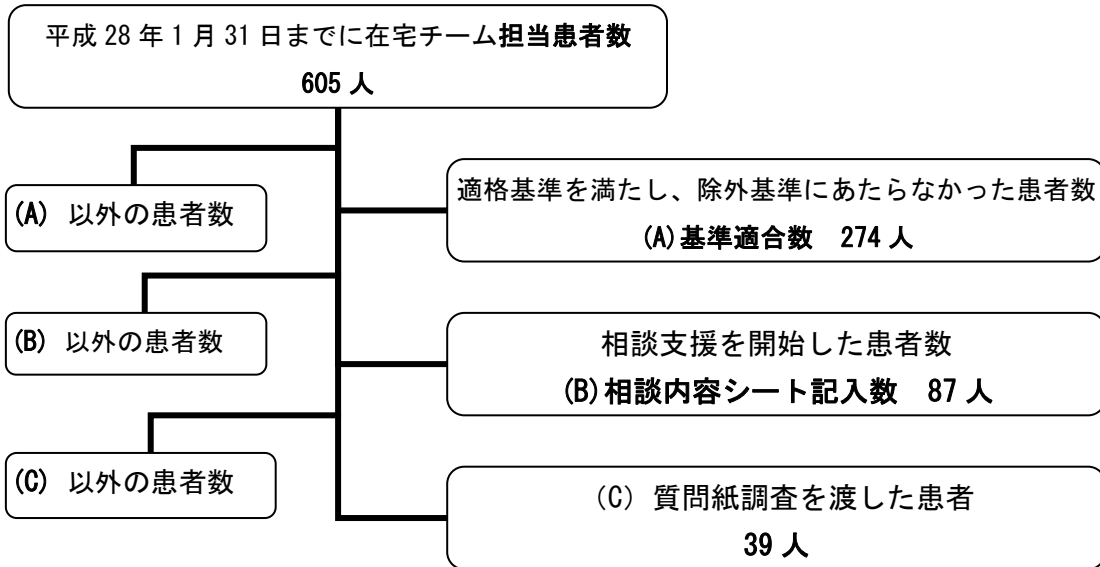 平成 28 年 1 月 31 日までに在宅チーム担当患者数
605 人
(A) 以外の患者数
適格基準を満たし、除外基準にあたらなかった患者数
(A)基準適合数　274 人
(B) 以外の患者数
相談支援を開始した患者数
(B)相談内容シート記入数　87 人
(C) 以外の患者数
(C) 質問紙調査を渡した患者
39 人